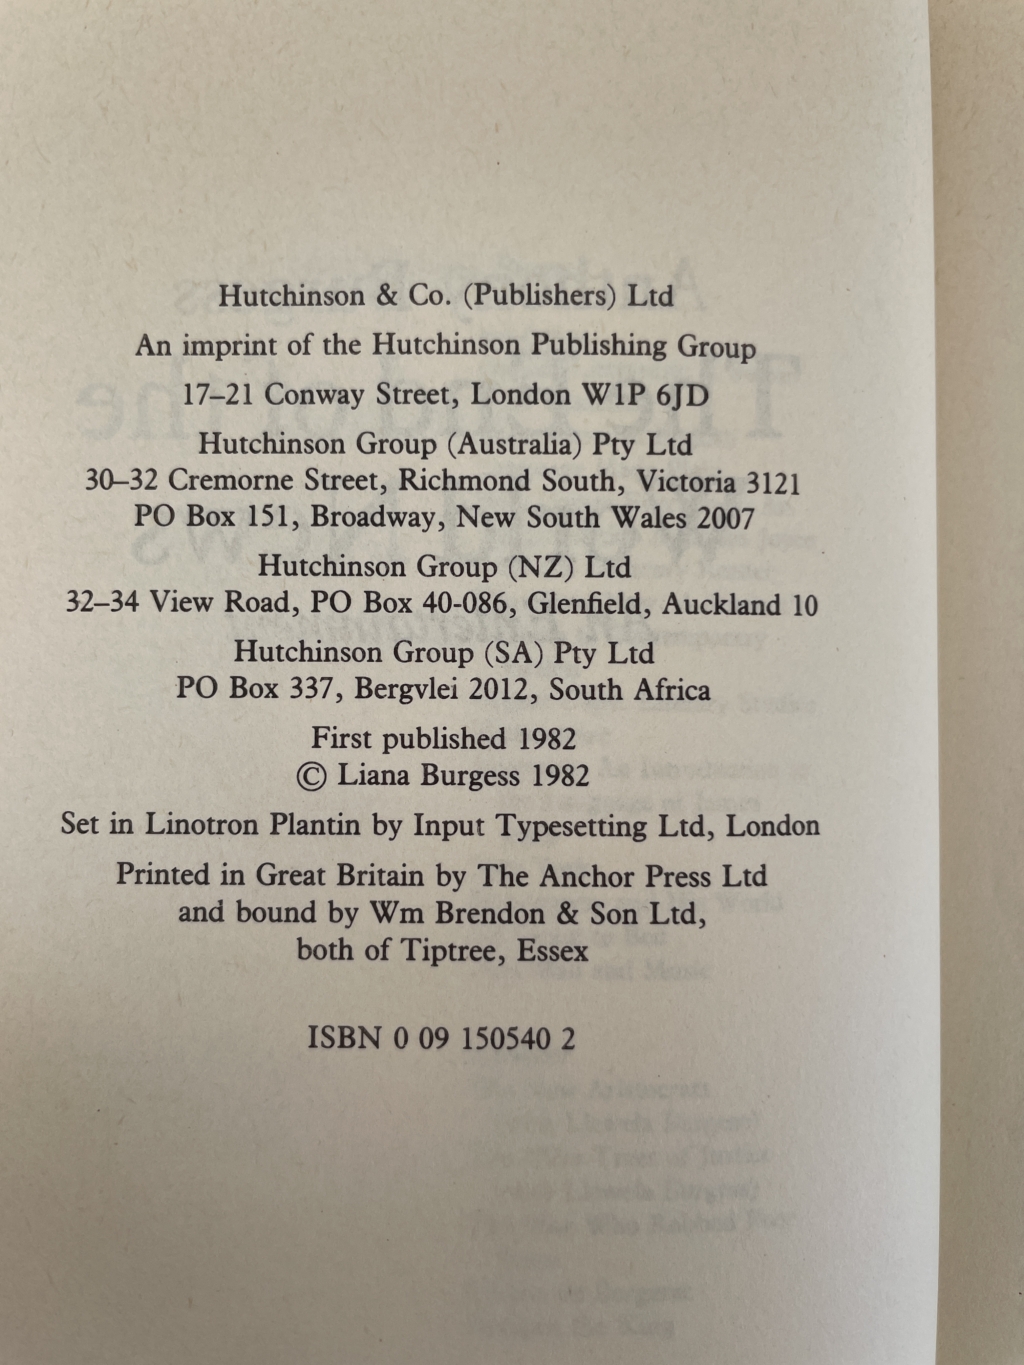 Hutchinson & Co. (Publishers) Ltd
An imprint of the Hutchinson Publishing Group
17–21 Conway Street, London W1P 6JD
Hutchinson Group (Australia) Pty Ltd
30–32 Cremorne Street, Richmond South, Victoria 3121
PO Box 151, Broadway, New South Wales 2007
Hutchinson Group (NZ) Ltd
32–34 View Road, PO Box 40-086, Glenfield, Auckland 10
Hutchinson Group (SA) Pty Ltd
PO Box 337, Bergvlei 2012, South Africa
First published 1982
© Liana Burgess 1982
Set in Linotron Plantin by Input Typesetting Ltd, London
Printed in Great Britain by The Anchor Press Ltd
and bound by Wm Brendon & Son Ltd,
both of Tiptree, Essex
ISBN 0 09 150540 2